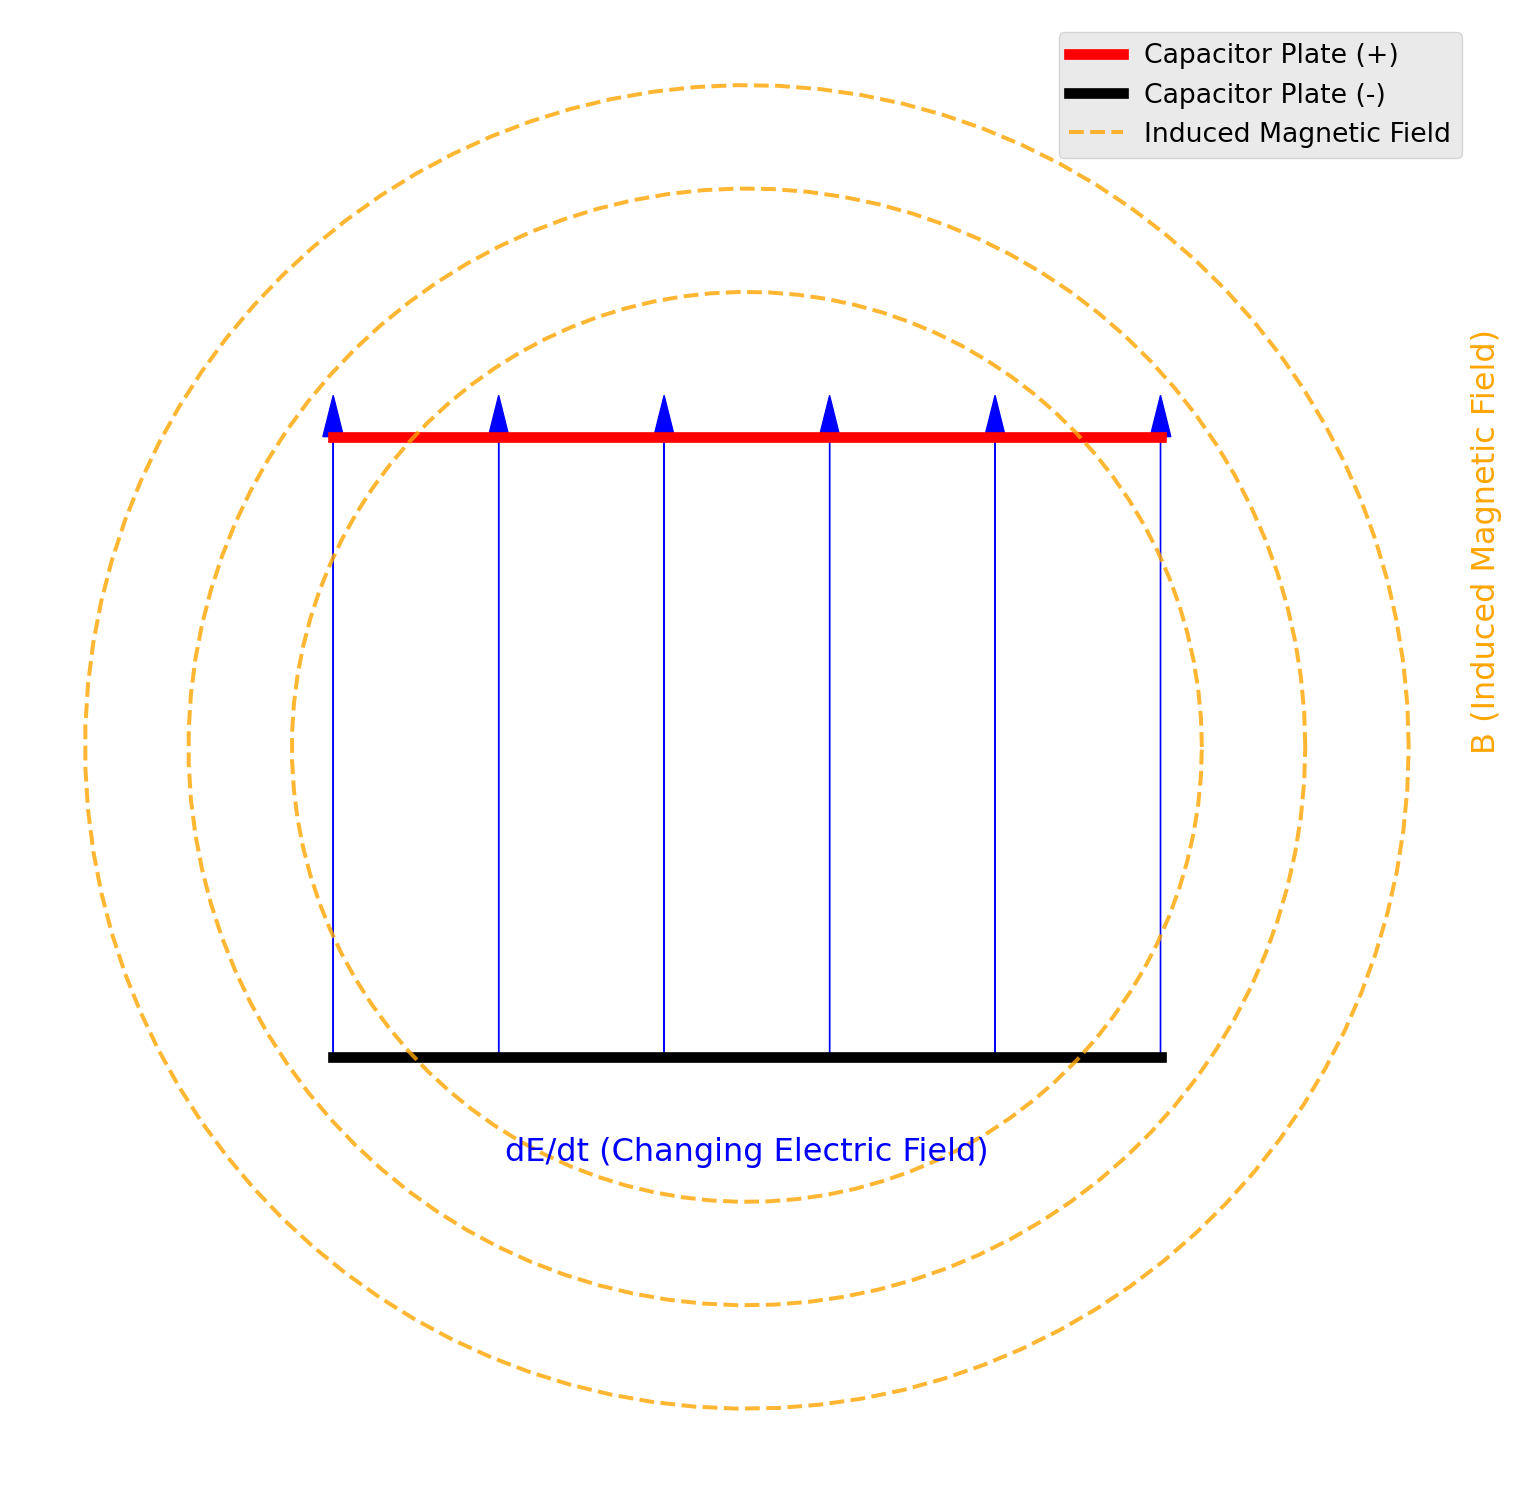 Capacitor Plate (+)
Capacitor Plate (-)
Induced Magnetic Field
B (Induced Magnetic Field)
dE/dt (Changing Electric Field)